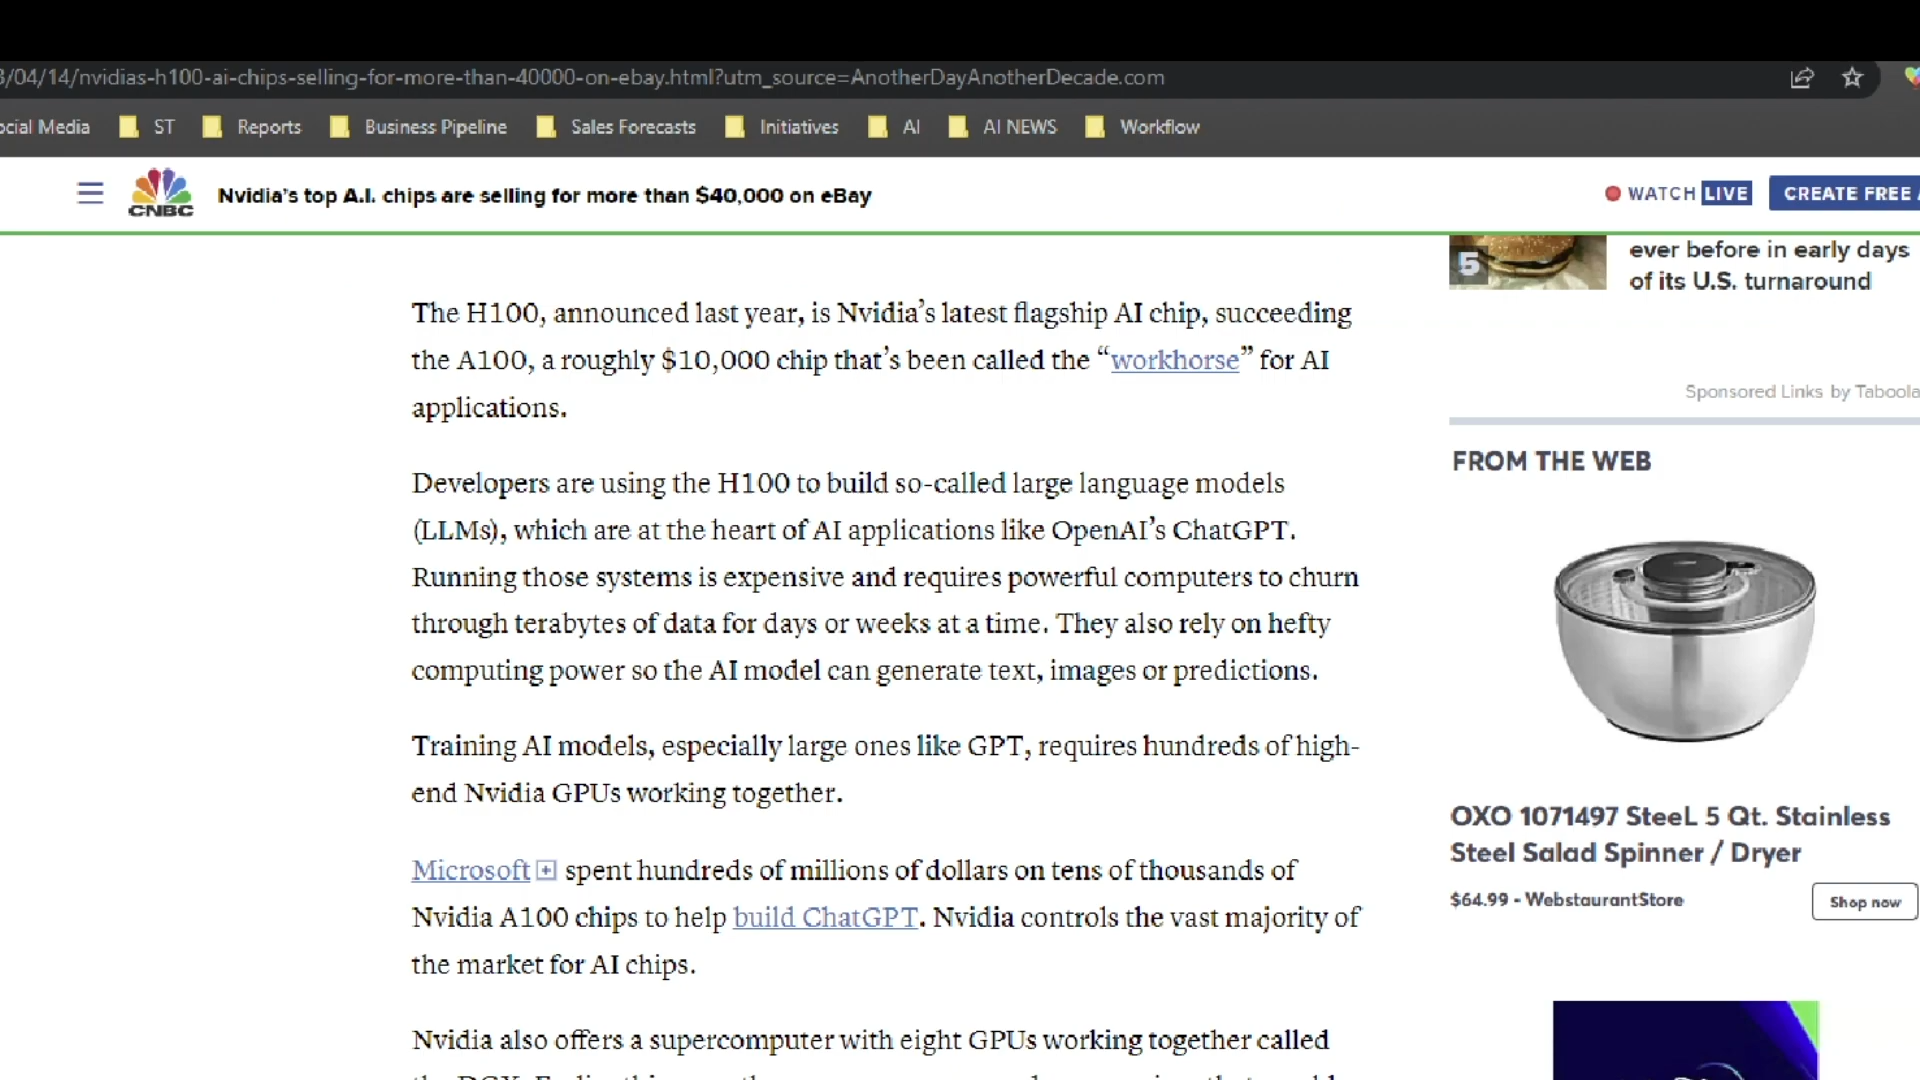 3/04/14/nvidias-h100-ai-chips-selling-for-more-than-40000-on-ebay.html?utm_source=AnotherDayAnotherDecade.com
ocial Media ST Reports Business Pipeline Sales Forecasts Initiatives AI AI NEWS Workflow
CNBC Nvidia's top A.I. chips are selling for more than $40,000 on eBay WATCH LIVE CREATE FREE
The H100, announced last year, is Nvidia's latest flagship AI chip, succeeding
the A100, a roughly $10,000 chip that's been called the “workhorse” for AI
applications.
Developers are using the H100 to build so-called large language models
(LLMs), which are at the heart of AI applications like OpenAI's ChatGPT.
Running those systems is expensive and requires powerful computers to churn
through terabytes of data for days or weeks at a time. They also rely on hefty
computing power so the AI model can generate text, images or predictions.
Training AI models, especially large ones like GPT, requires hundreds of high-
end Nvidia GPUs working together.
Microsoft spent hundreds of millions of dollars on tens of thousands of
Nvidia A100 chips to help build ChatGPT. Nvidia controls the vast majority of
the market for AI chips.
Nvidia also offers a supercomputer with eight GPUs working together called
5
ever before in early days
of its U.S. turnaround
Sponsored Links by Taboola
FROM THE WEB
OXO 1071497 SteeL 5 Qt. Stainless
Steel Salad Spinner / Dryer
$64.99 - WebstaurantStore
Shop now